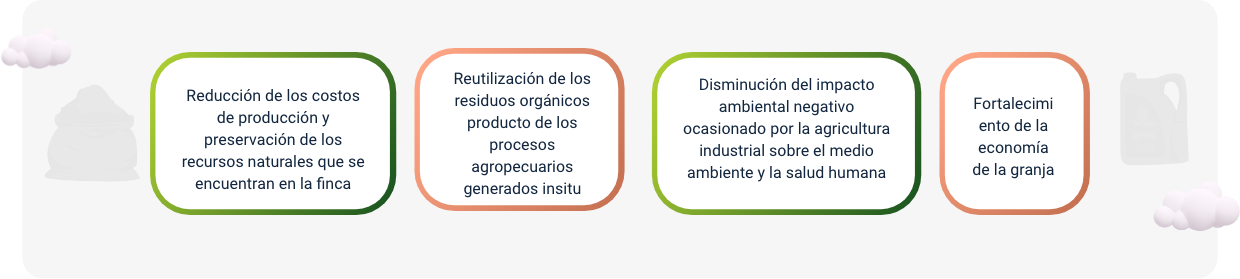 Reducción de los costos
de producción y
preservación de los
recursos naturales que se
encuentran en la finca
Reutilización de los
residuos orgánicos
producto de los
procesos
agropecuarios
generados insitu
Disminución del impacto
ambiental negativo
ocasionado por la agricultura
industrial sobre el medio
ambiente y la salud humana
Fortalecimi
ento de la
economía
de la granja